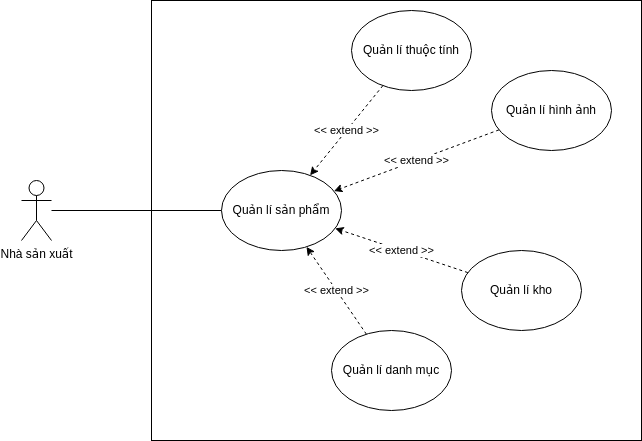 Quản lí thuộc tính
Quản lí hình ảnh
<< extend >>
<< extend >>
Quản lí sản phẩm
Nhà sản xuất
<< extend >>
<< extend >>
Quản lí kho
Quản lí danh mục